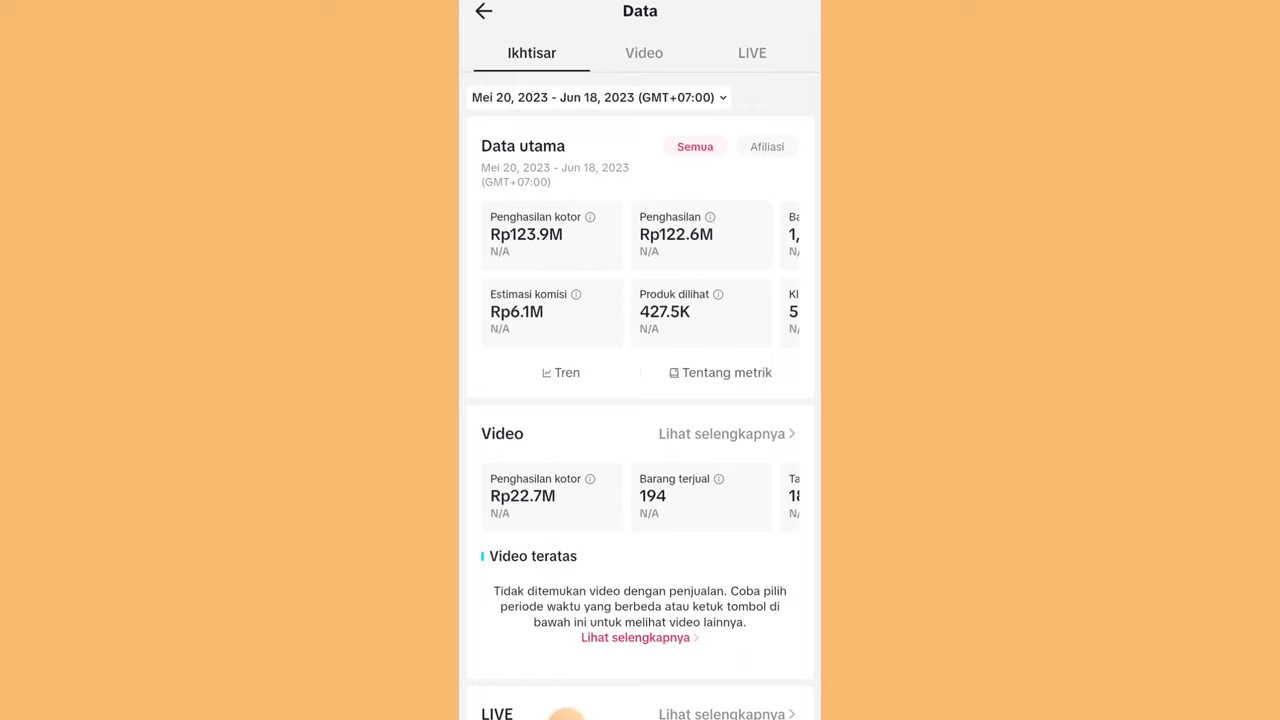 Data
Ikhtisar Video LIVE
Mei 20, 2023 - Jun 18, 2023 (GMT+07:00)
Data utama Semua Afiliasi
Mei 20, 2023 - Jun 18, 2023
(GMT+07:00)
Penghasilan kotor Penghasilan
Rp123.9M Rp122.6M
N/A N/A
Estimasi komisi Produk dilihat
Rp6.1M 427.5K
N/A N/A
Tren Tentang metrik
Video Lihat selengkapnya
Penghasilan kotor Barang terjual
Rp22.7M 194
N/A N/A
Video teratas
Tidak ditemukan video dengan penjualan. Coba pilih
periode waktu yang berbeda atau ketuk tombol di
bawah ini untuk melihat video lainnya.
Lihat selengkapnya
LIVE Lihat selengkapnya